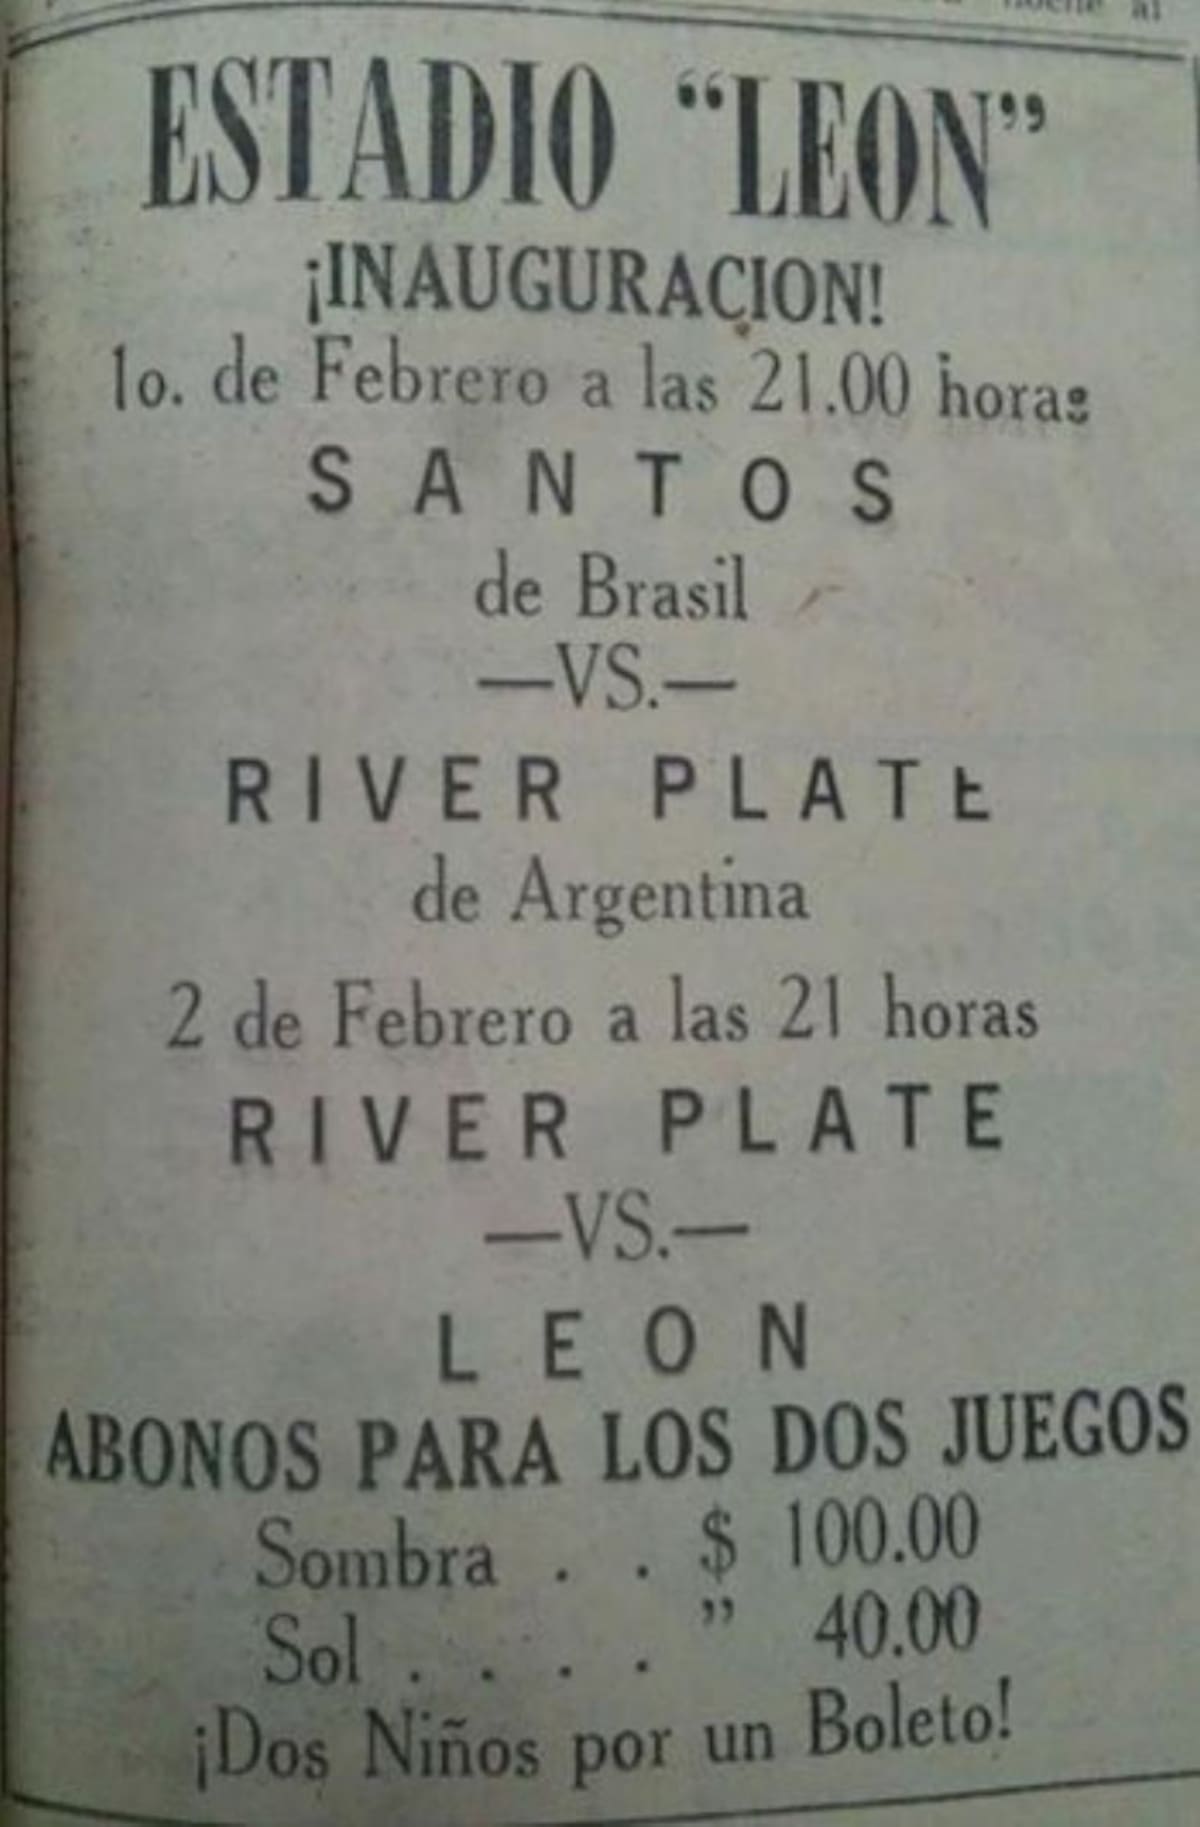 noche al
ESTADIO “LEON”
¡INAUGURACION!
1o. de Febrero a las 21.00 horas
SANTOS
de Brasil
—VS.—
RIVER PLATE
de Argentina
2 de Febrero a las 21 horas
RIVER PLATE
—VS.—
LEON
ABONOS PARA LOS DOS JUEGOS
Sombra . . $ 100.00
Sol . . . . ” 40.00
¡Dos Niños por un Boleto!